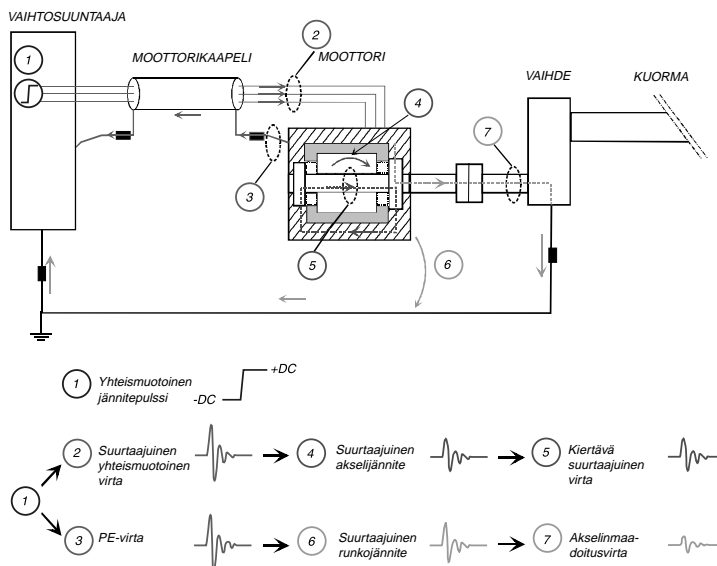 VAIHTOSUUNTAAJA
MOOTTORIKAAPELI
2
MOOTTORI
VAIHDE
KUORMA
1
4
7
3
5
6
1
Yhteismuotoinen
jännitepulssi
-DC
+DC
2
Suurtaajuinen
yhteismuotoinen
virta
4
Suurtaajuinen
akselijännite
5
Kiertävä
suurtaajuinen
virta
1
3
PE-virta
6
Suurtaajuinen
runkojännite
7
Akselinmaa-
doitusvirta